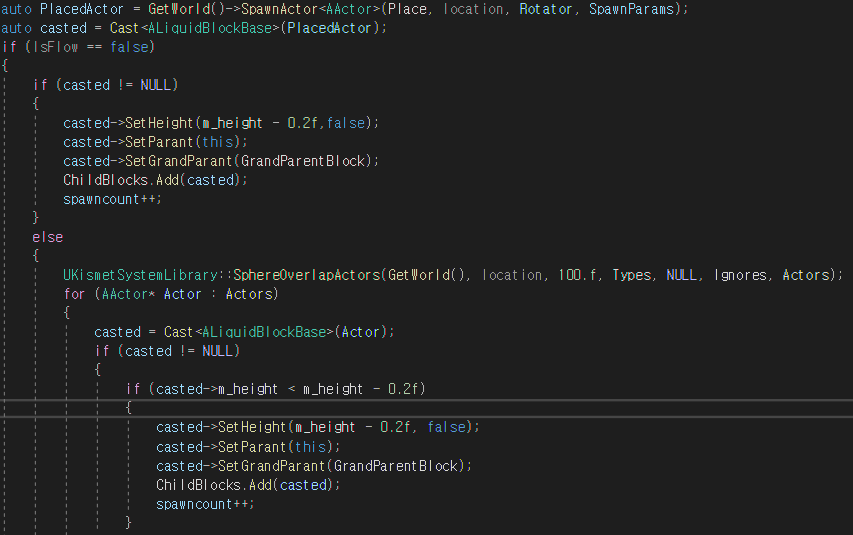 auto PlacedActor = GetWorld()->SpawnActor<AActor>(Place, location, Rotator, SpawnParams);
auto casted = Cast<ALiquidBlockBase>(PlacedActor);
if (IsFlow == false)
{
if (casted != NULL)
{
casted->SetHeight(m_height - 0.2f,false);
casted->SetParant(this);
casted->SetGrandParant(GrandParentBlock);
ChildBlocks.Add(casted);
spawncount++;
}
else
{
UKismetSystemLibrary::SphereOverlapActors(GetWorld(), location, 100.f, Types, NULL, Ignores, Actors);
for (AActor* Actor : Actors)
{
casted = Cast<ALiquidBlockBase>(Actor);
if (casted != NULL)
{
if (casted->m_height < m_height - 0.2f)
{
casted->SetHeight(m_height - 0.2f, false);
casted->SetParant(this);
casted->SetGrandParant(GrandParentBlock);
ChildBlocks.Add(casted);
spawncount++;
}